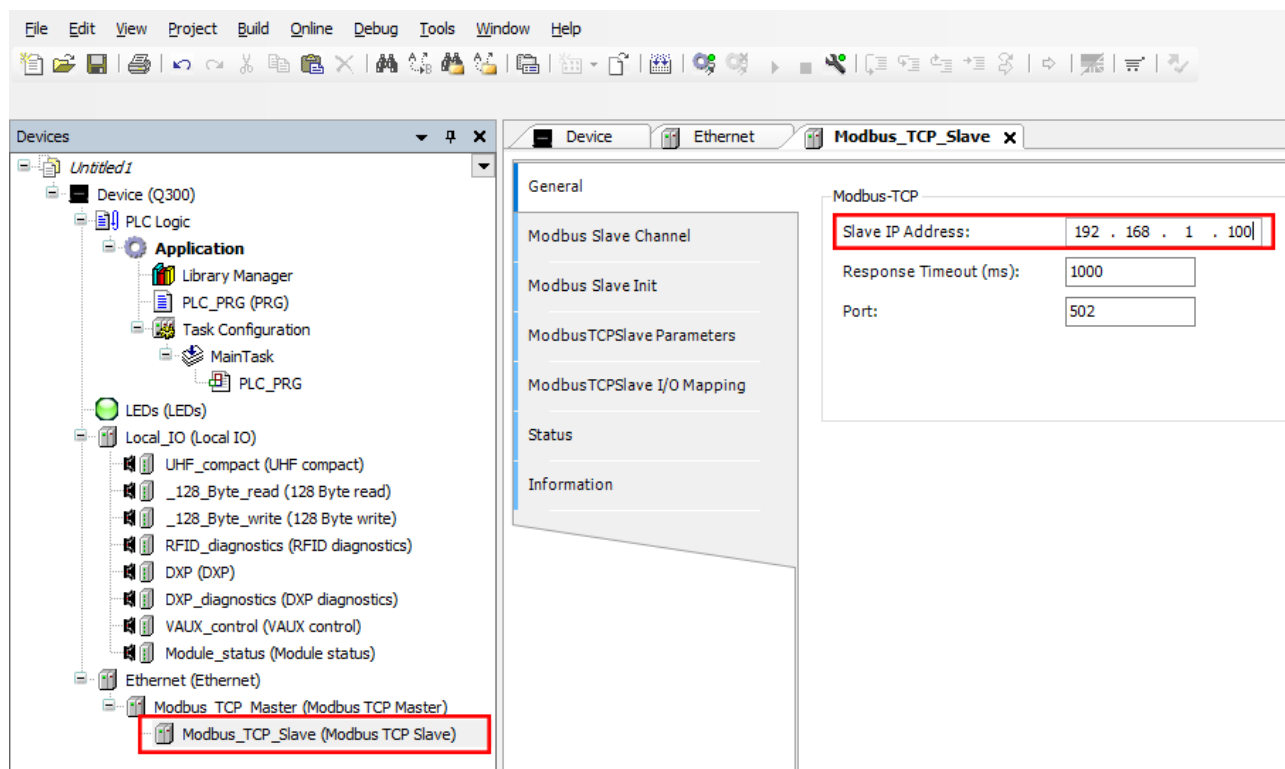 File Edit View Project Build Online Debug Tools Window Help
Devices
Untitled1
Device (Q300)
PLC Logic
Application
Library Manager
PLC_PRG (PRG)
Task Configuration
MainTask
PLC_PRG
LEDs (LEDs)
Local_IO (Local IO)
UHF_compact (UHF compact)
_128_Byte_read (128 Byte read)
_128_Byte_write (128 Byte write)
RFID_diagnostics (RFID diagnostics)
DXP (DXP)
DXP_diagnostics (DXP diagnostics)
VAUX_control (VAUX control)
Module_status (Module status)
Ethernet (Ethernet)
Modbus_TCP_Master (Modbus TCP Master)
Modbus_TCP_Slave (Modbus TCP Slave)
Device Ethernet Modbus_TCP_Slave
General
Modbus Slave Channel
Modbus Slave Init
ModbusTCPSlave Parameters
ModbusTCPSlave I/O Mapping
Status
Information
Modbus-TCP
Slave IP Address: 192 . 168 . 1 . 100
Response Timeout (ms): 1000
Port: 502